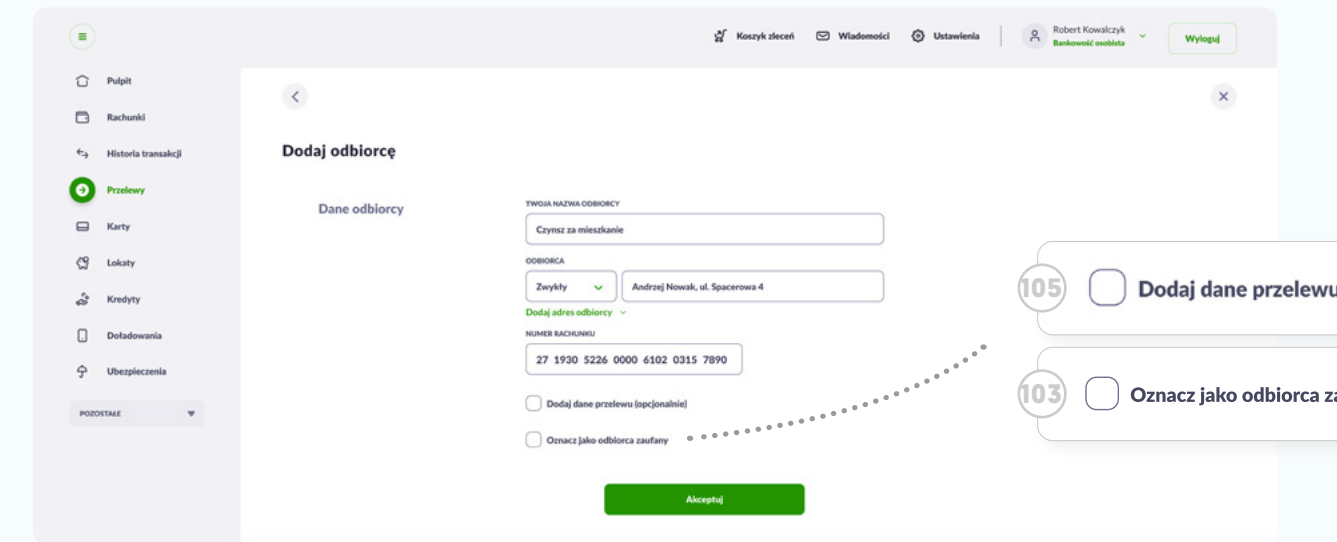 Koszyk zleceń
Wiadomości
Ustawienia
Robert Kowalczyk
Bankowość osobista
Wyloguj
Pulpit
Rachunki
Historia transakcji
Przelewy
Karty
Lokaty
Kredyty
Doładowania
Ubezpieczenia
POZOSTAŁE
Dodaj odbiorcę
Dane odbiorcy
TWOJA NAZWA ODBIORCY
Czynsz za mieszkanie
ODBIORCA
Zwykły
Andrzej Nowak, ul. Spacerowa 4
Dodaj adres odbiorcy
NUMER RACHUNKU
27 1930 5226 0000 6102 0315 7890
Dodaj dane przelewu (opcjonalnie)
Oznacz jako odbiorca zaufany
Akceptuj
105 Dodaj dane przelewu
103 Oznacz jako odbiorca za